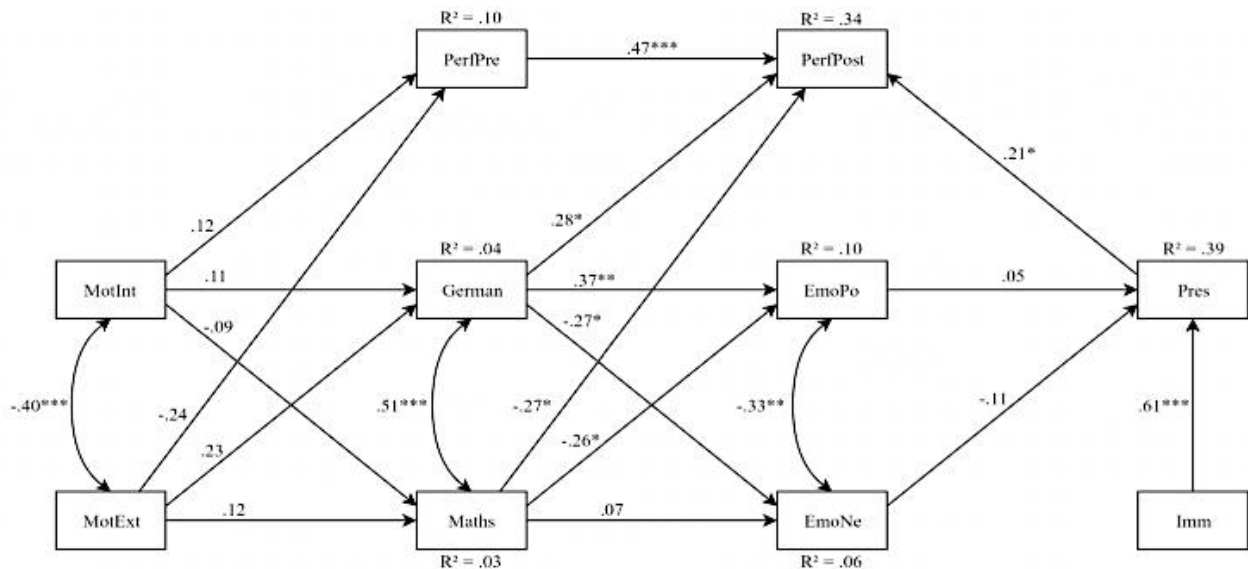 R² = .10
R² = .34
PerfPre
.47***
PerfPost
.21*
.12
.28*
R² = .04
R² = .10
R² = .39
MotInt
.11
German
.37**
EmoPo
.05
Pres
-.09
-.27*
-.40***
-.24
.51***
-.27*
-.33**
-.11
.61***
.23
-.26*
MotExt
.12
Maths
.07
EmoNe
Imm
R² = .03
R² = .06